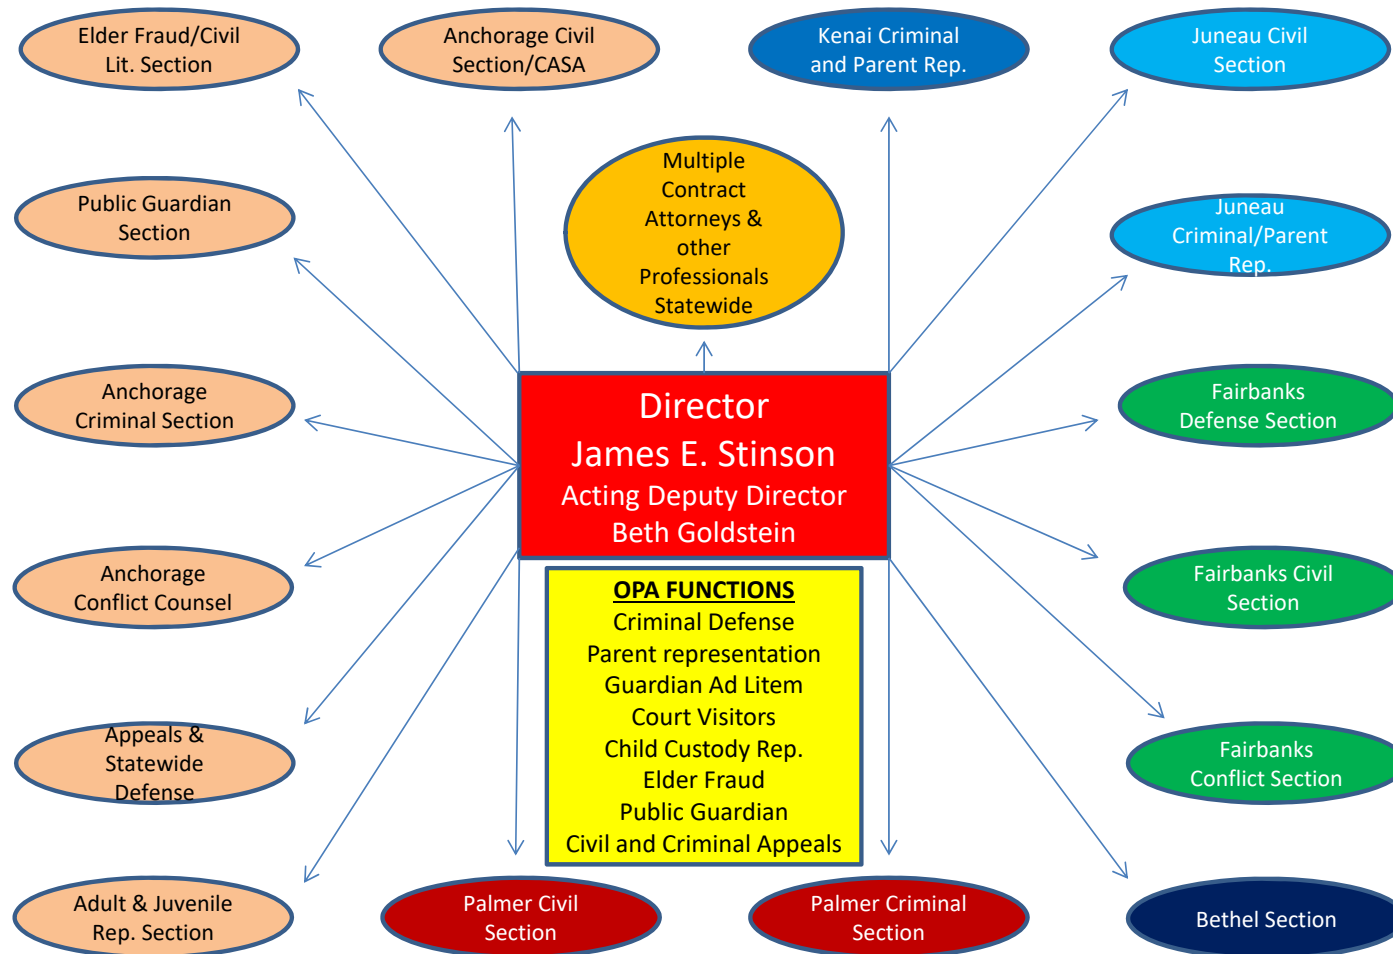 Elder Fraud/Civil
Lit. Section
Anchorage Civil
Section/CASA
Kenai Criminal
and Parent Rep.
Juneau Civil
Section
Multiple
Contract
Attorneys &
other
Professionals
Statewide
Public Guardian
Section
Juneau
Criminal/Parent
Rep.
Anchorage
Criminal Section
Director
James E. Stinson
Acting Deputy Director
Beth Goldstein
Fairbanks
Defense Section
Anchorage
Conflict Counsel
Fairbanks Civil
Section
OPA FUNCTIONS
Criminal Defense
Parent representation
Guardian Ad Litem
Court Visitors
Child Custody Rep.
Elder Fraud
Public Guardian
Civil and Criminal Appeals
Appeals &
Statewide
Defense
Fairbanks
Conflict Section
Adult & Juvenile
Rep. Section
Palmer Civil
Section
Palmer Criminal
Section
Bethel Section